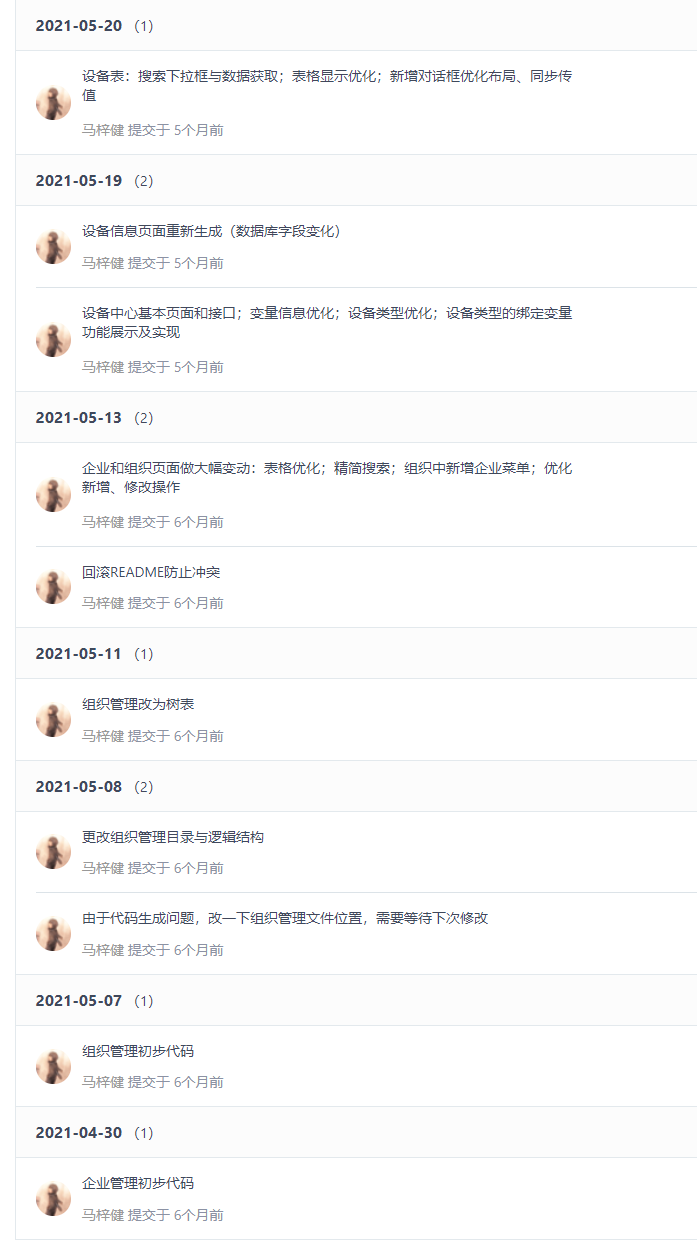 2021-05-20 （1）
设备表：搜索下拉框与数据获取；表格显示优化；新增对话框优化布局、同步传
值
马梓健 提交于 5个月前
2021-05-19 （2）
设备信息页面重新生成（数据库字段变化）
马梓健 提交于 5个月前
设备中心基本页面和接口；变量信息优化；设备类型优化；设备类型的绑定变量
功能展示及实现
马梓健 提交于 5个月前
2021-05-13 （2）
企业和组织页面做大幅变动：表格优化；精简搜索；组织中新增企业菜单；优化
新增、修改操作
马梓健 提交于 6个月前
回滚README防止冲突
马梓健 提交于 6个月前
2021-05-11 （1）
组织管理改为树表
马梓健 提交于 6个月前
2021-05-08 （2）
更改组织管理目录与逻辑结构
马梓健 提交于 6个月前
由于代码生成问题，改一下组织管理文件位置，需要等待下次修改
马梓健 提交于 6个月前
2021-05-07 （1）
组织管理初步代码
马梓健 提交于 6个月前
2021-04-30 （1）
企业管理初步代码
马梓健 提交于 6个月前